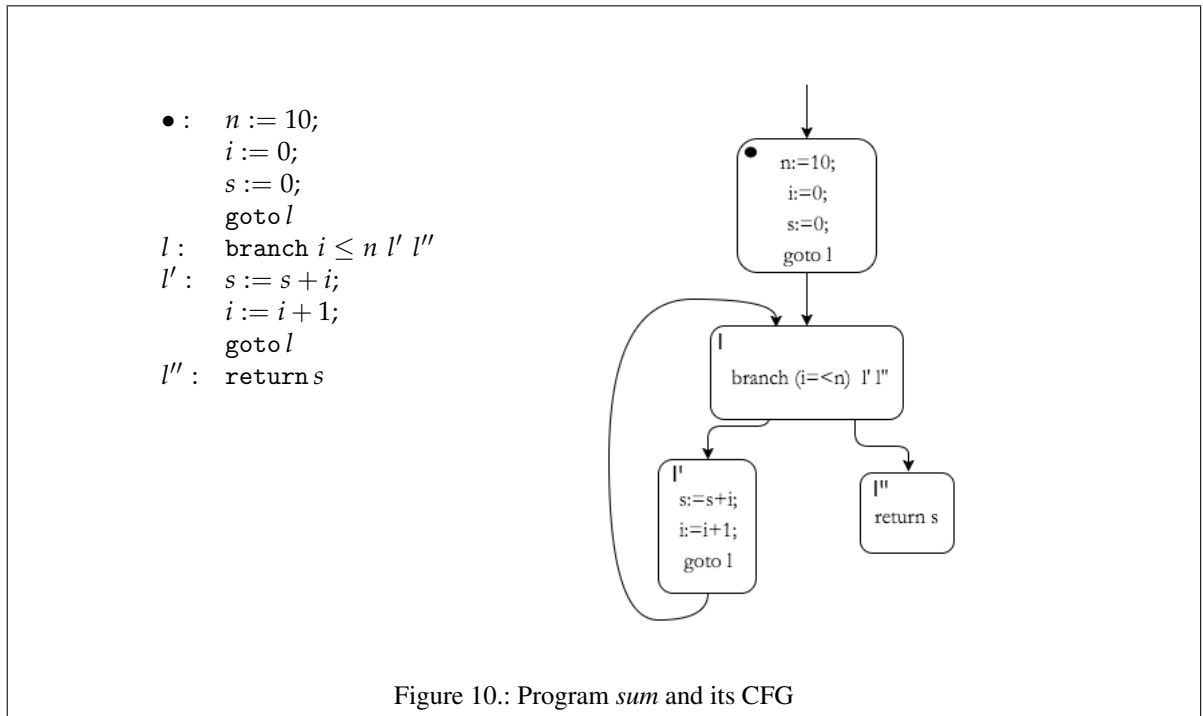 • : n := 10;
i := 0;
s := 0;
goto l
l : branch i ≤ n l′ l′′
l′ : s := s + i;
i := i + 1;
goto l
l′′ : return s
n:=10;
i:=0;
s:=0;
goto l
l
branch (i=<n) l' l"
l'
s:=s+i;
i:=i+1;
goto l
l"
return s
Figure 10.: Program sum and its CFG